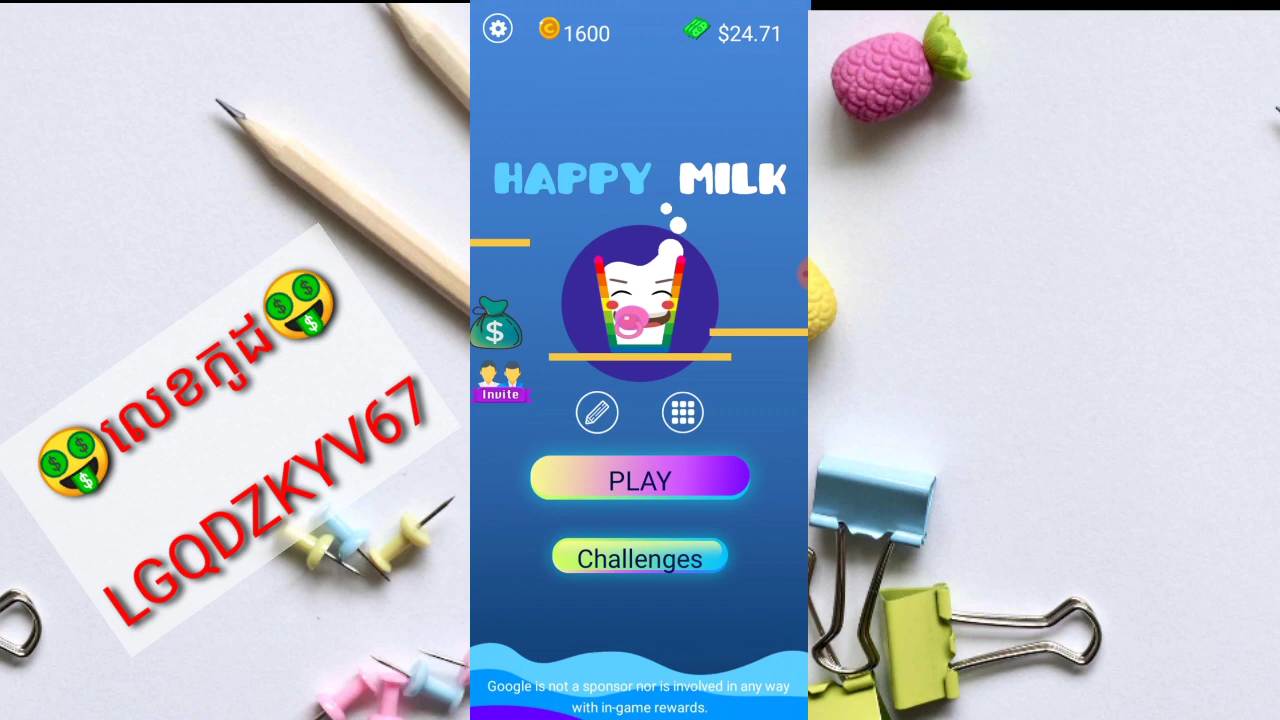 លេខកូដ
LGQDZKYV67
1600
$24.71
HAPPY MILK
$
Invite
PLAY
Challenges
Google is not a sponsor nor is involved in any way
with in-game rewards.